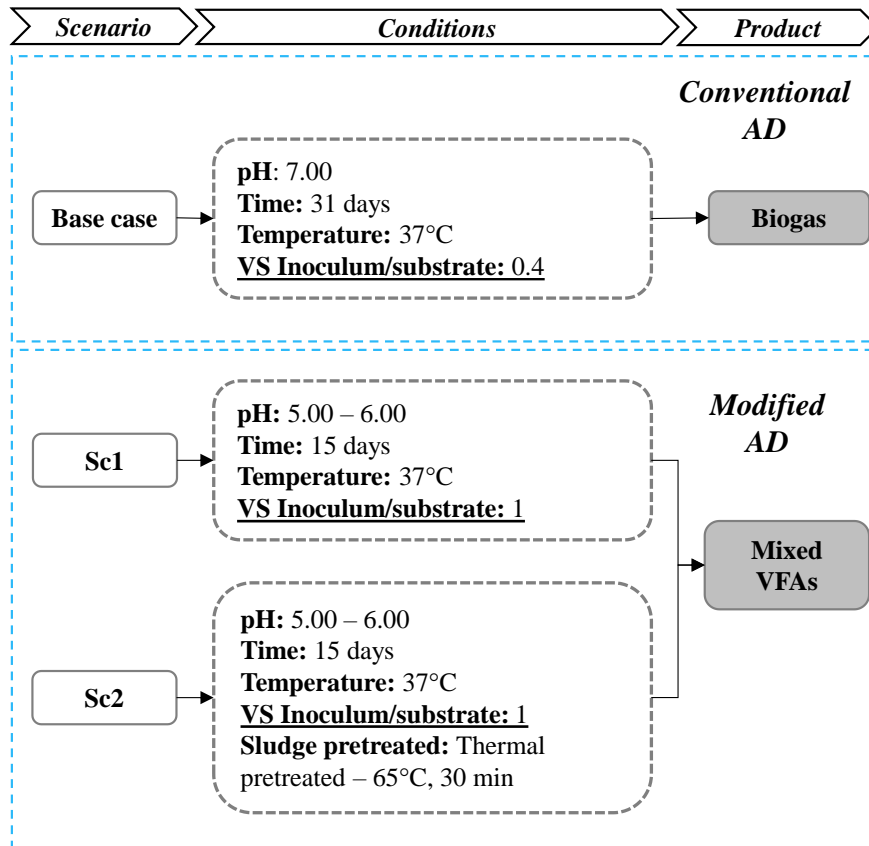 Scenario
Conditions
Product
Conventional
AD
Base case
pH: 7.00
Time: 31 days
Temperature: 37°C
VS Inoculum/substrate: 0.4
Biogas
Modified
AD
Sc1
pH: 5.00 – 6.00
Time: 15 days
Temperature: 37°C
VS Inoculum/substrate: 1
Mixed
VFAs
Sc2
pH: 5.00 – 6.00
Time: 15 days
Temperature: 37°C
VS Inoculum/substrate: 1
Sludge pretreated: Thermal
pretreated – 65°C, 30 min